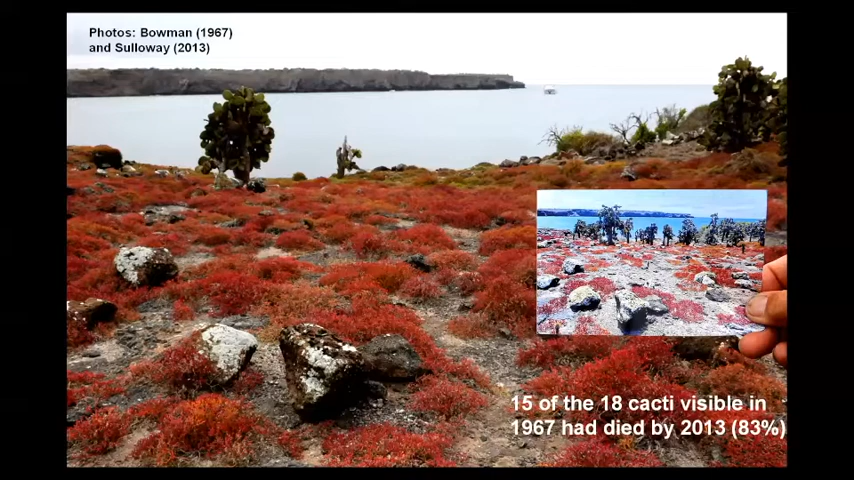 Photos: Bowman (1967)
and Sulloway (2013)
15 of the 18 cacti visible in
1967 had died by 2013 (83%)